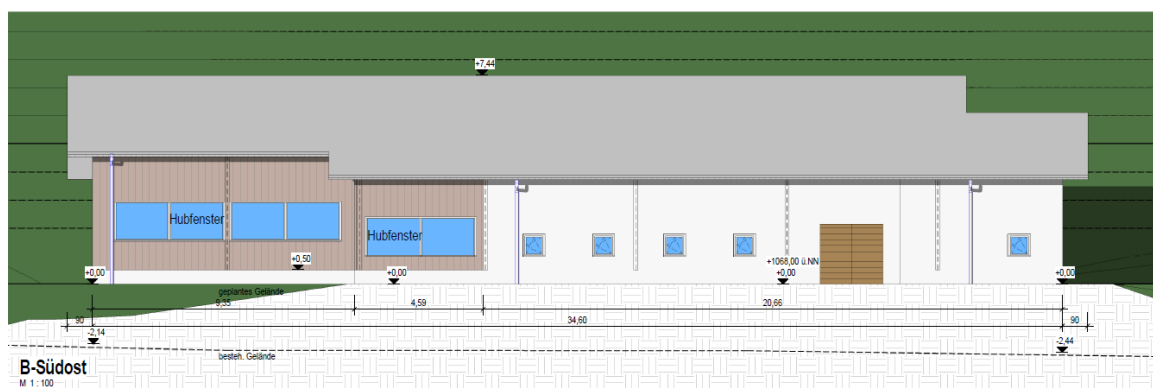 +7,44
Hubfenster
Hubfenster
+1068,00 ü.NN
+0,00
+0,50
+0,00
+0,00
+0,00
geplantes Gelände
9,35
4,59
20,66
90
34,60
90
-2,14
-2,44
besteh. Gelände
B-Südost
M 1 : 100